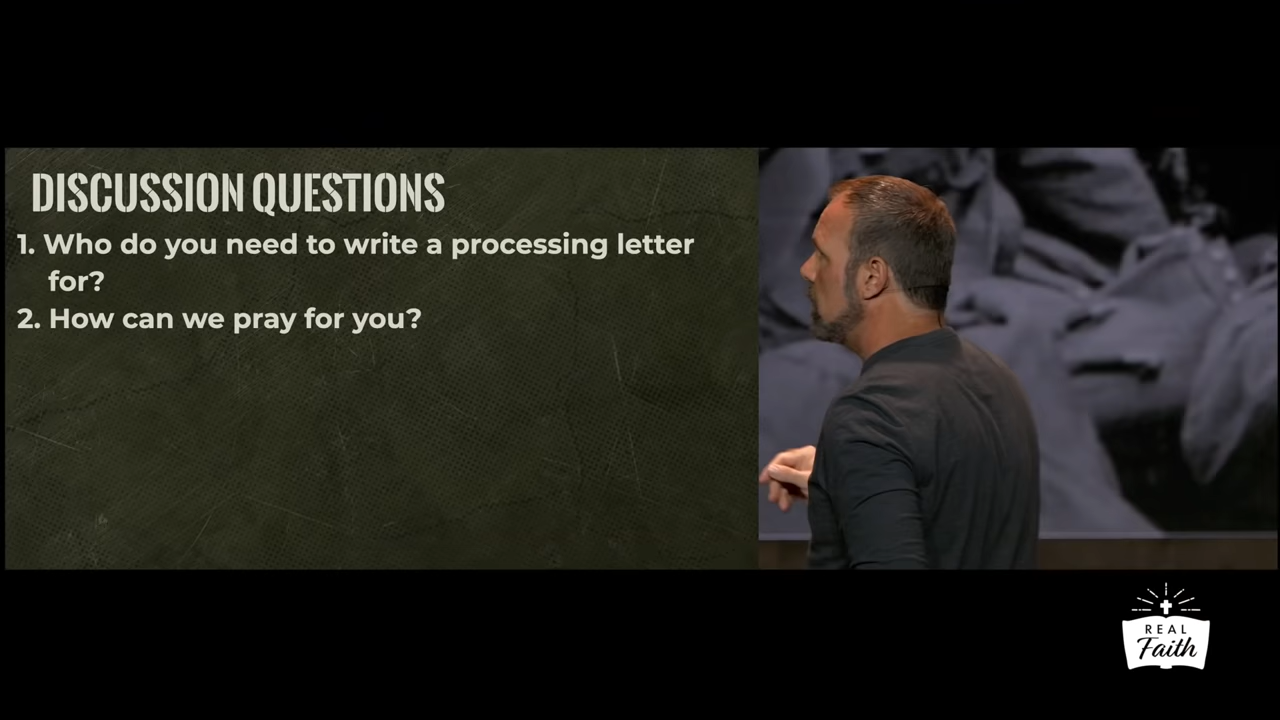 DISCUSSION QUESTIONS
1. Who do you need to write a processing letter
for?
2. How can we pray for you?
REAL
Faith